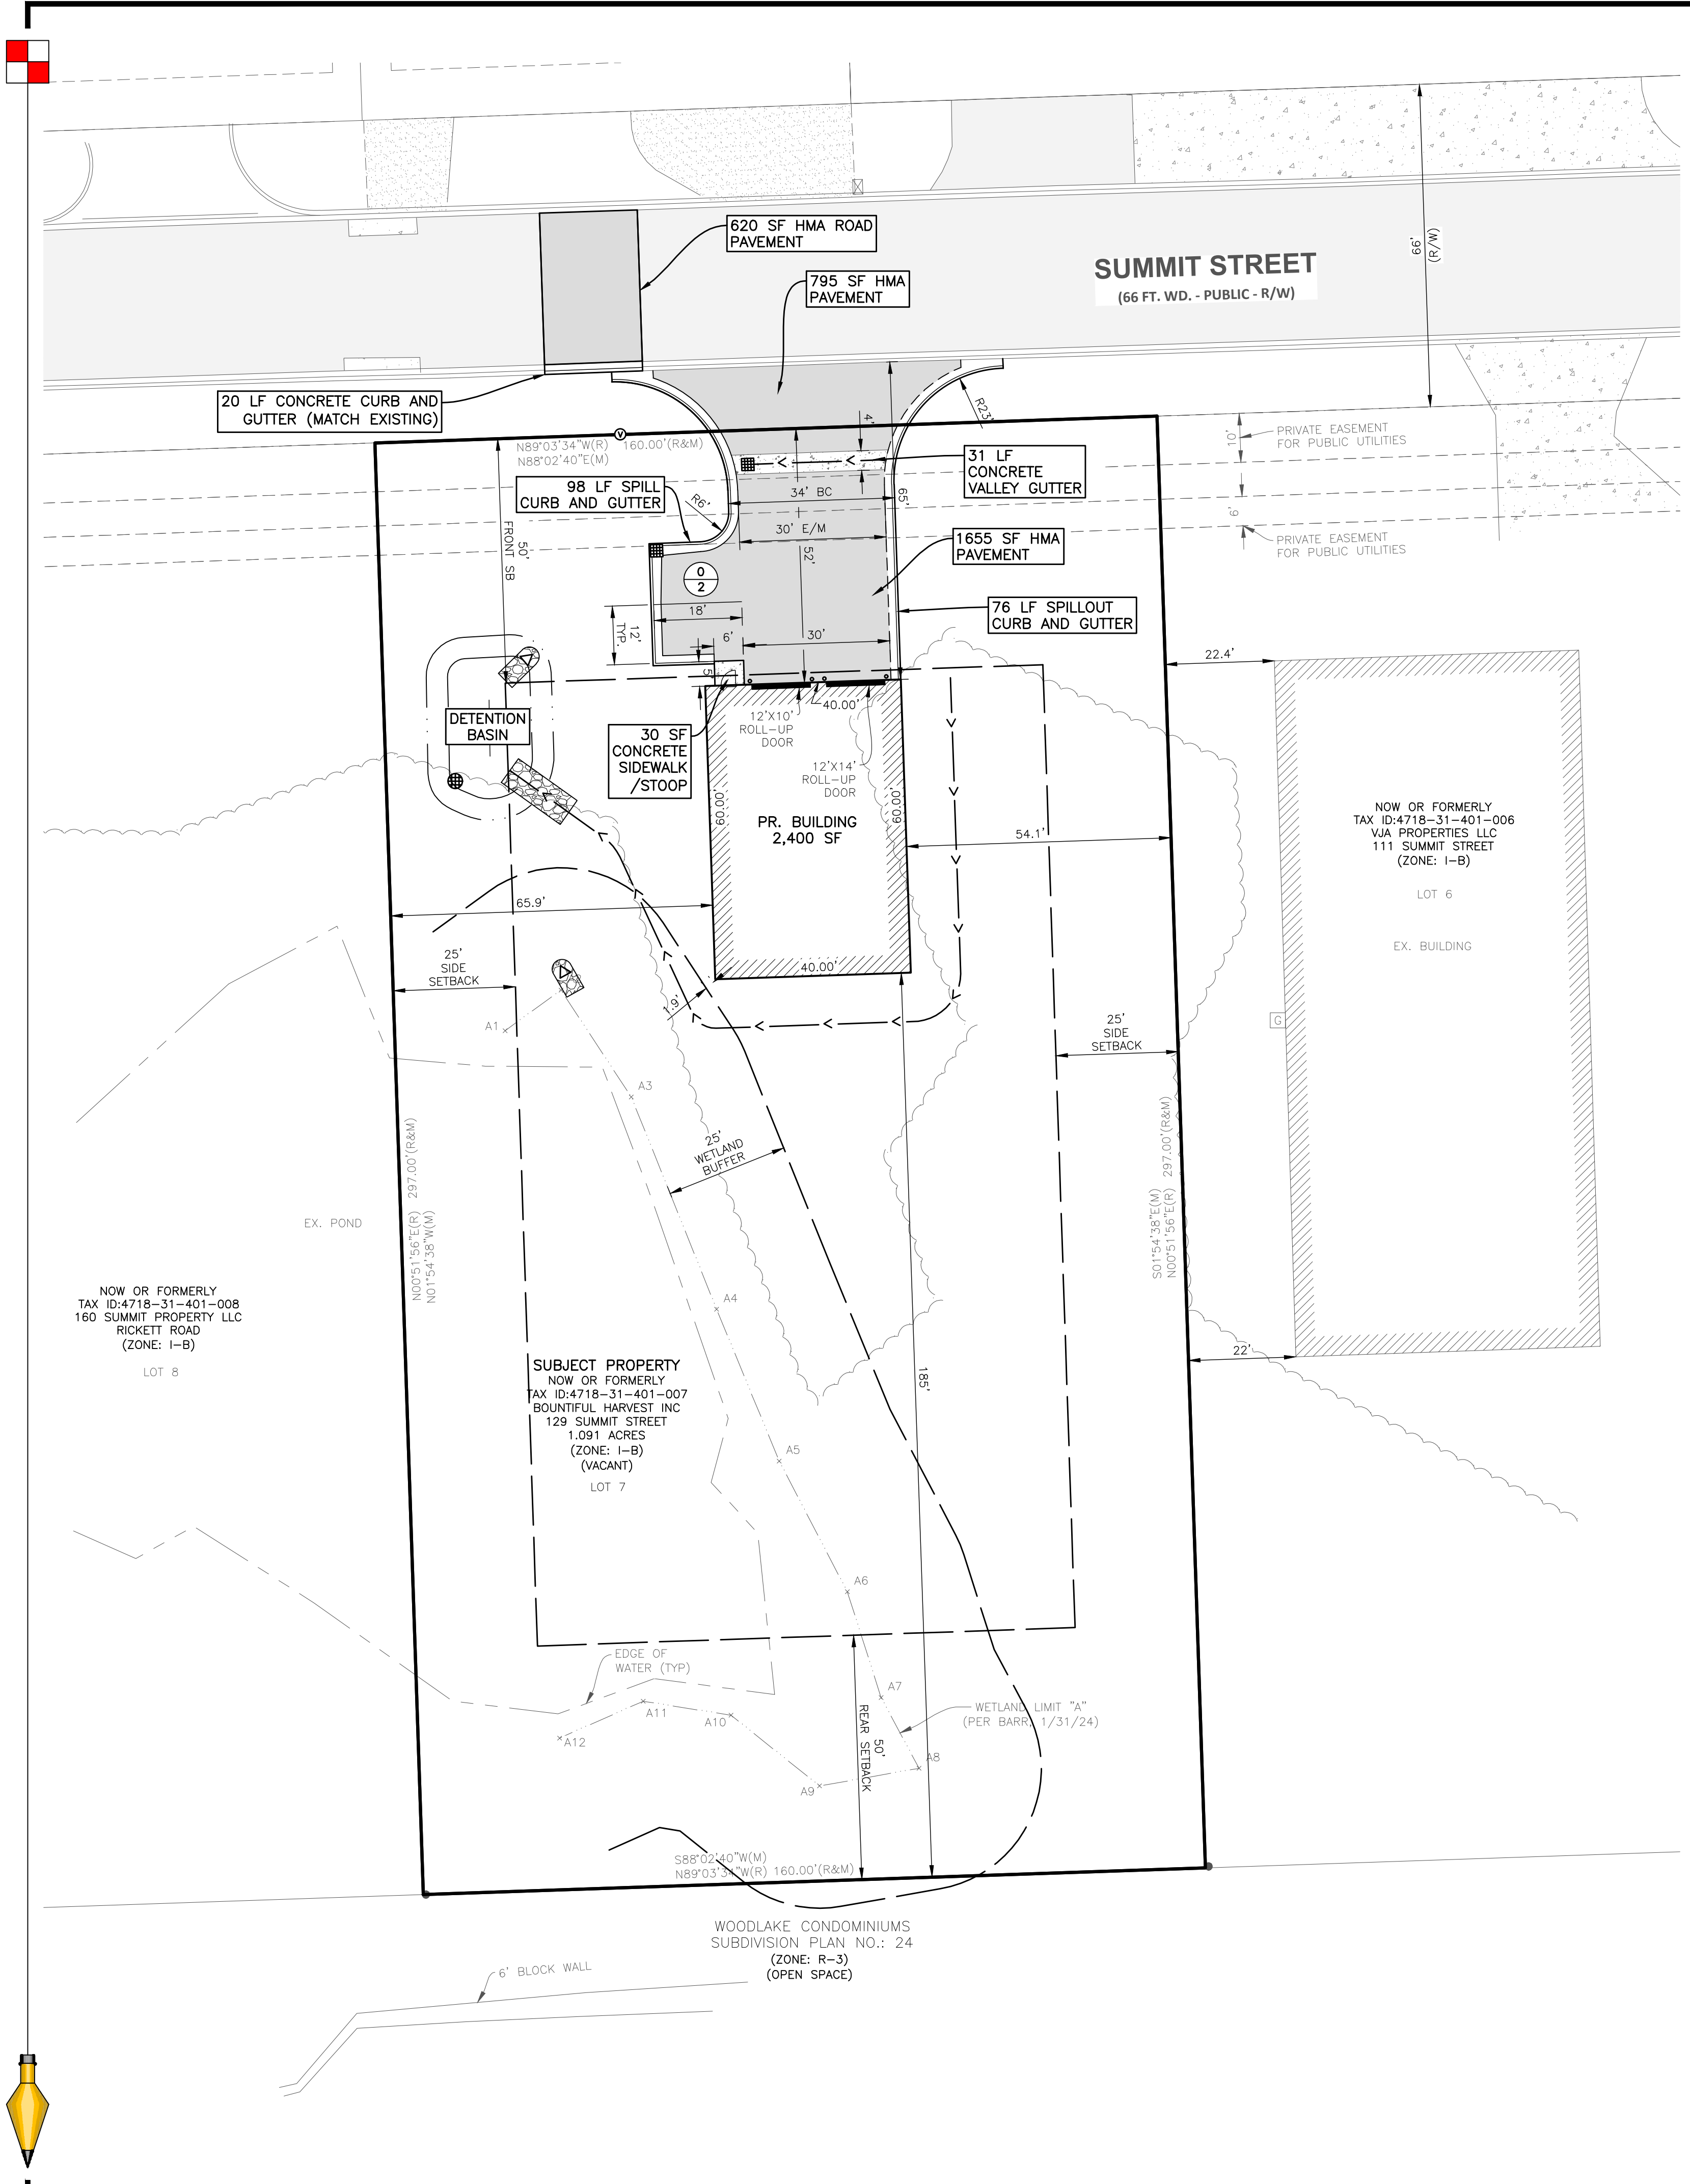 620 SF HMA ROAD
PAVEMENT
795 SF HMA
PAVEMENT
SUMMIT STREET
(66 FT. WD. - PUBLIC - R/W)
66'
(R/W)
20 LF CONCRETE CURB AND
GUTTER (MATCH EXISTING)
R23'
4'
V
N89°03'34"W(R) 160.00'(R&M)
N88°02'40"E(M)
10'
PRIVATE EASEMENT
FOR PUBLIC UTILITIES
31 LF
CONCRETE
VALLEY GUTTER
98 LF SPILL
CURB AND GUTTER
R6'
34' BC
65'
6'
PRIVATE EASEMENT
FOR PUBLIC UTILITIES
50'
FRONT SB
30' E/M
52'
1655 SF HMA
PAVEMENT
0
2
18'
12'
TYP.
6'
30'
76 LF SPILLOUT
CURB AND GUTTER
5'
22.4'
DETENTION
BASIN
30 SF
CONCRETE
SIDEWALK
/STOOP
40.00'
12'X10'
ROLL-UP
DOOR
12'X14'
ROLL-UP
DOOR
60.00'
60.00'
PR. BUILDING
2,400 SF
54.1'
NOW OR FORMERLY
TAX ID:4718-31-401-006
VJA PROPERTIES LLC
111 SUMMIT STREET
(ZONE: I-B)
LOT 6
EX. BUILDING
65.9'
25'
SIDE
SETBACK
40.00'
1.9'
A1
25'
SIDE
SETBACK
G
A3
25'
WETLAND
BUFFER
N00°51'56"E(R) 297.00'(R&M)
N01°54'38"W(M)
S01°54'38"E(M)
N00°51'56"E(R) 297.00'(R&M)
EX. POND
NOW OR FORMERLY
TAX ID:4718-31-401-008
160 SUMMIT PROPERTY LLC
RICKETT ROAD
(ZONE: I-B)
LOT 8
A4
22'
185'
SUBJECT PROPERTY
NOW OR FORMERLY
TAX ID:4718-31-401-007
BOUNTIFUL HARVEST INC
129 SUMMIT STREET
1.091 ACRES
(ZONE: I-B)
(VACANT)
LOT 7
A5
A6
EDGE OF
WATER (TYP)
A7
WETLAND LIMIT "A"
(PER BARR, 1/31/24)
A11
A10
A12
A8
A9
50'
REAR SETBACK
S88°02'40"W(M)
N89°03'34"W(R) 160.00'(R&M)
WOODLAKE CONDOMINIUMS
SUBDIVISION PLAN NO.: 24
(ZONE: R-3)
(OPEN SPACE)
6' BLOCK WALL